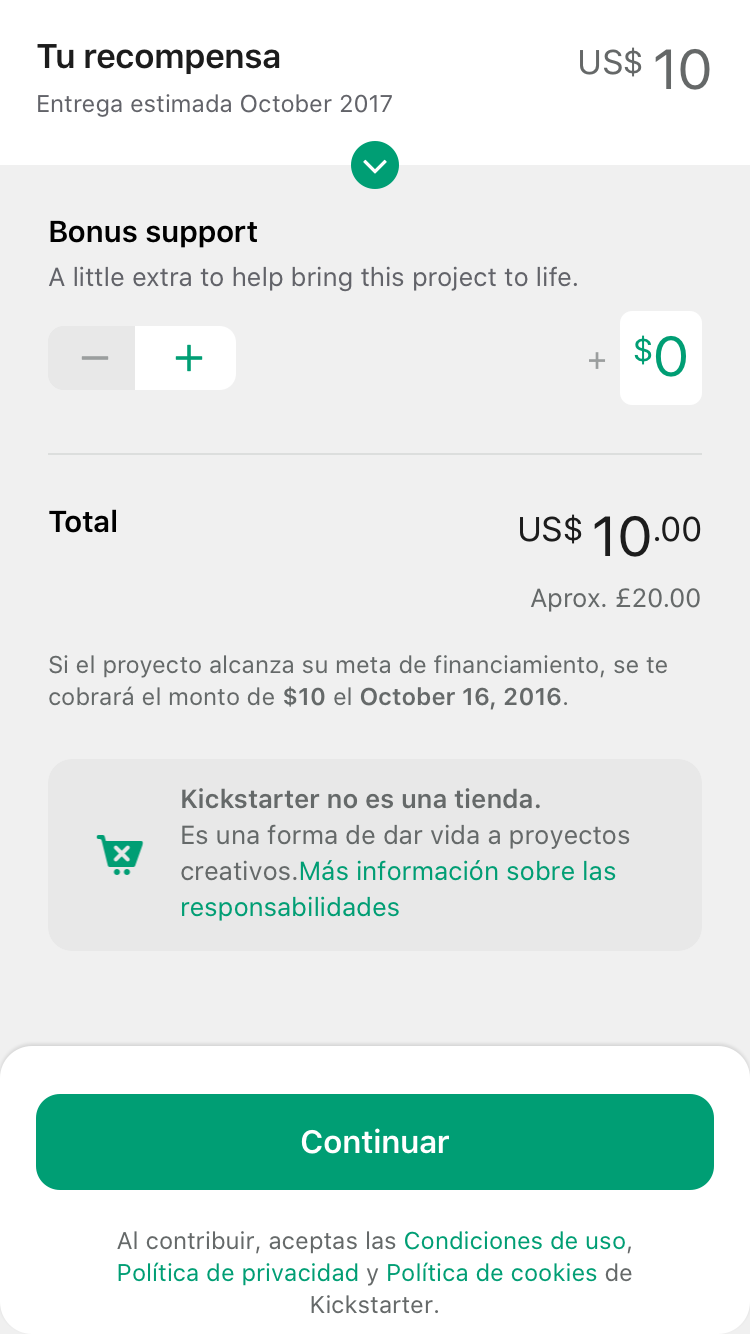 Tu recompensa
US$ 10
Entrega estimada October 2017
Bonus support
A little extra to help bring this project to life.
− +
+ $0
Total
US$ 10.00
Aprox. £20.00
Si el proyecto alcanza su meta de financiamiento, se te
cobrará el monto de $10 el October 16, 2016.
Kickstarter no es una tienda.
Es una forma de dar vida a proyectos
creativos.Más información sobre las
responsabilidades
Continuar
Al contribuir, aceptas las Condiciones de uso,
Política de privacidad y Política de cookies de
Kickstarter.